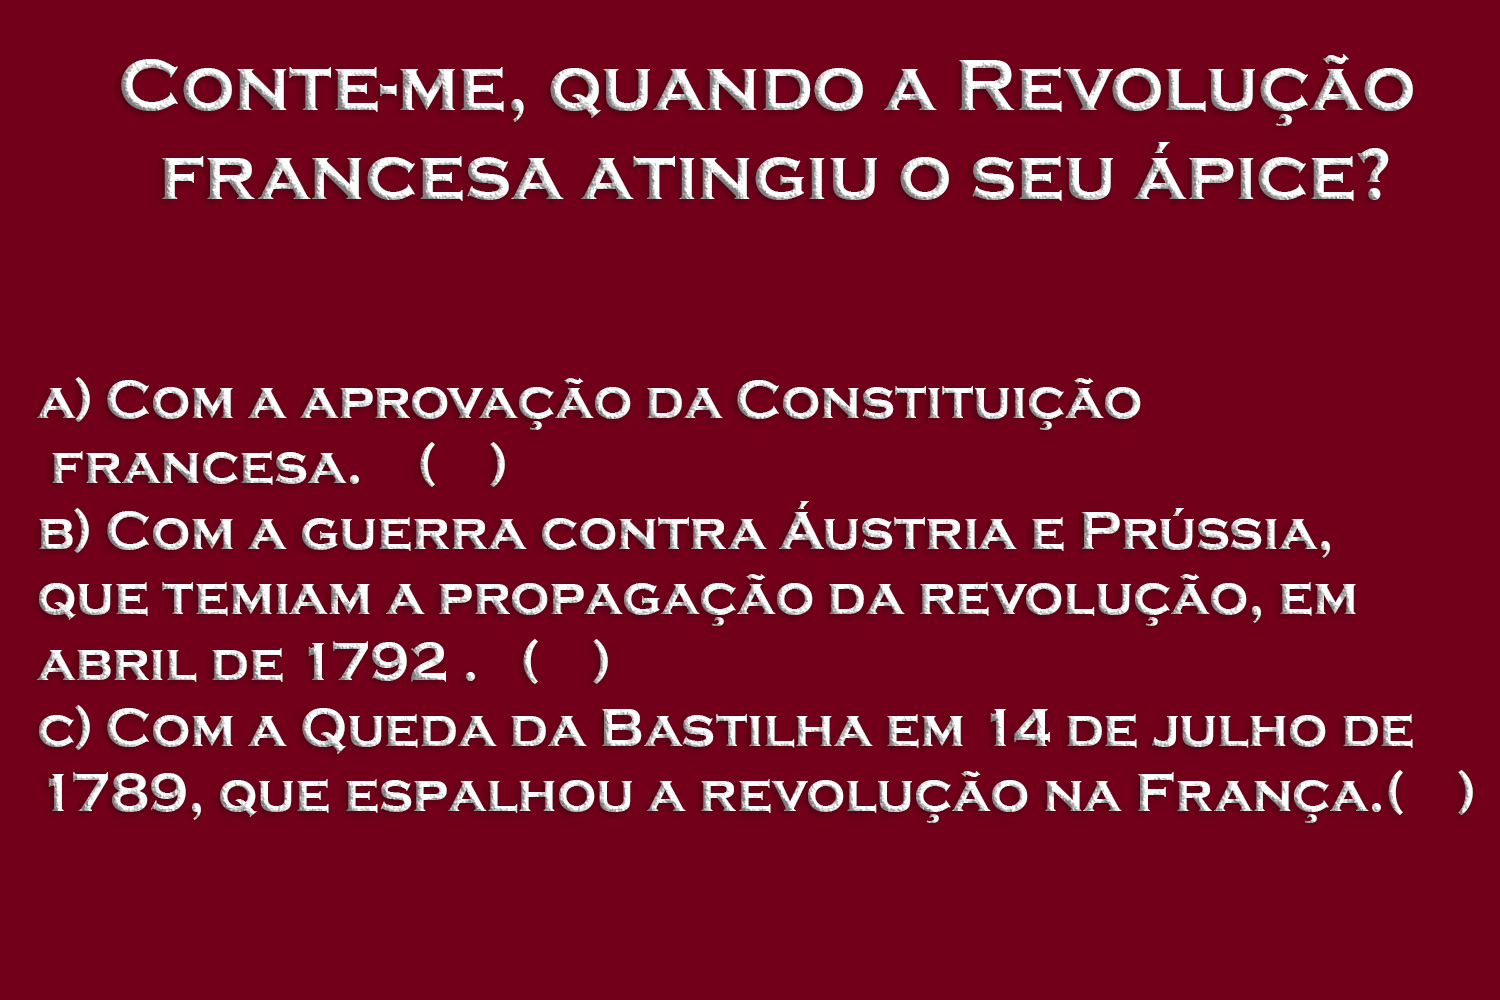 Conte-me, quando a Revolução
francesa atingiu o seu ápice?
a) Com a aprovação da Constituição
francesa. ( )
b) Com a guerra contra Áustria e Prússia,
que temiam a propagação da revolução, em
abril de 1792 . ( )
c) Com a Queda da Bastilha em 14 de julho de
1789, que espalhou a revolução na França.( )